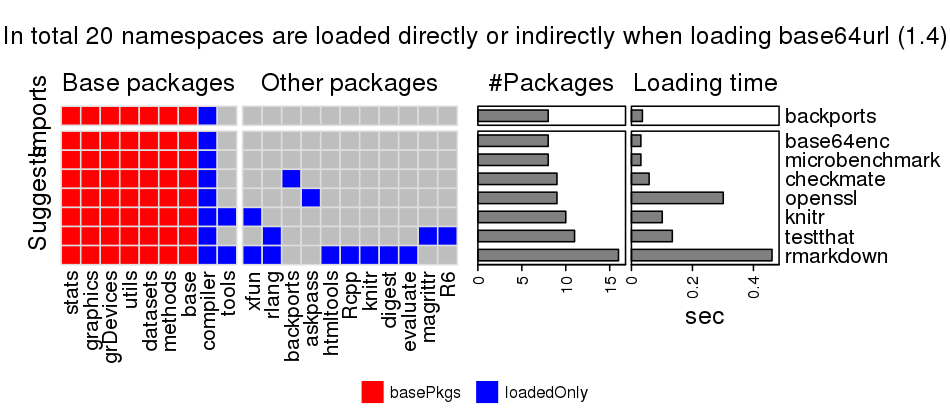 In total 20 namespaces are loaded directly or indirectly when loading base64url (1.4)
Base packages
Other packages
#Packages
Loading time
Imports
Suggests
backports
base64enc
microbenchmark
checkmate
openssl
knitr
testthat
rmarkdown
stats
graphics
grDevices
utils
datasets
methods
base
compiler
tools
xfun
rlang
backports
askpass
htmltools
Rcpp
knitr
digest
evaluate
magrittr
R6
0
5
10
15
0
0.2
0.4
sec
basePkgs
loadedOnly